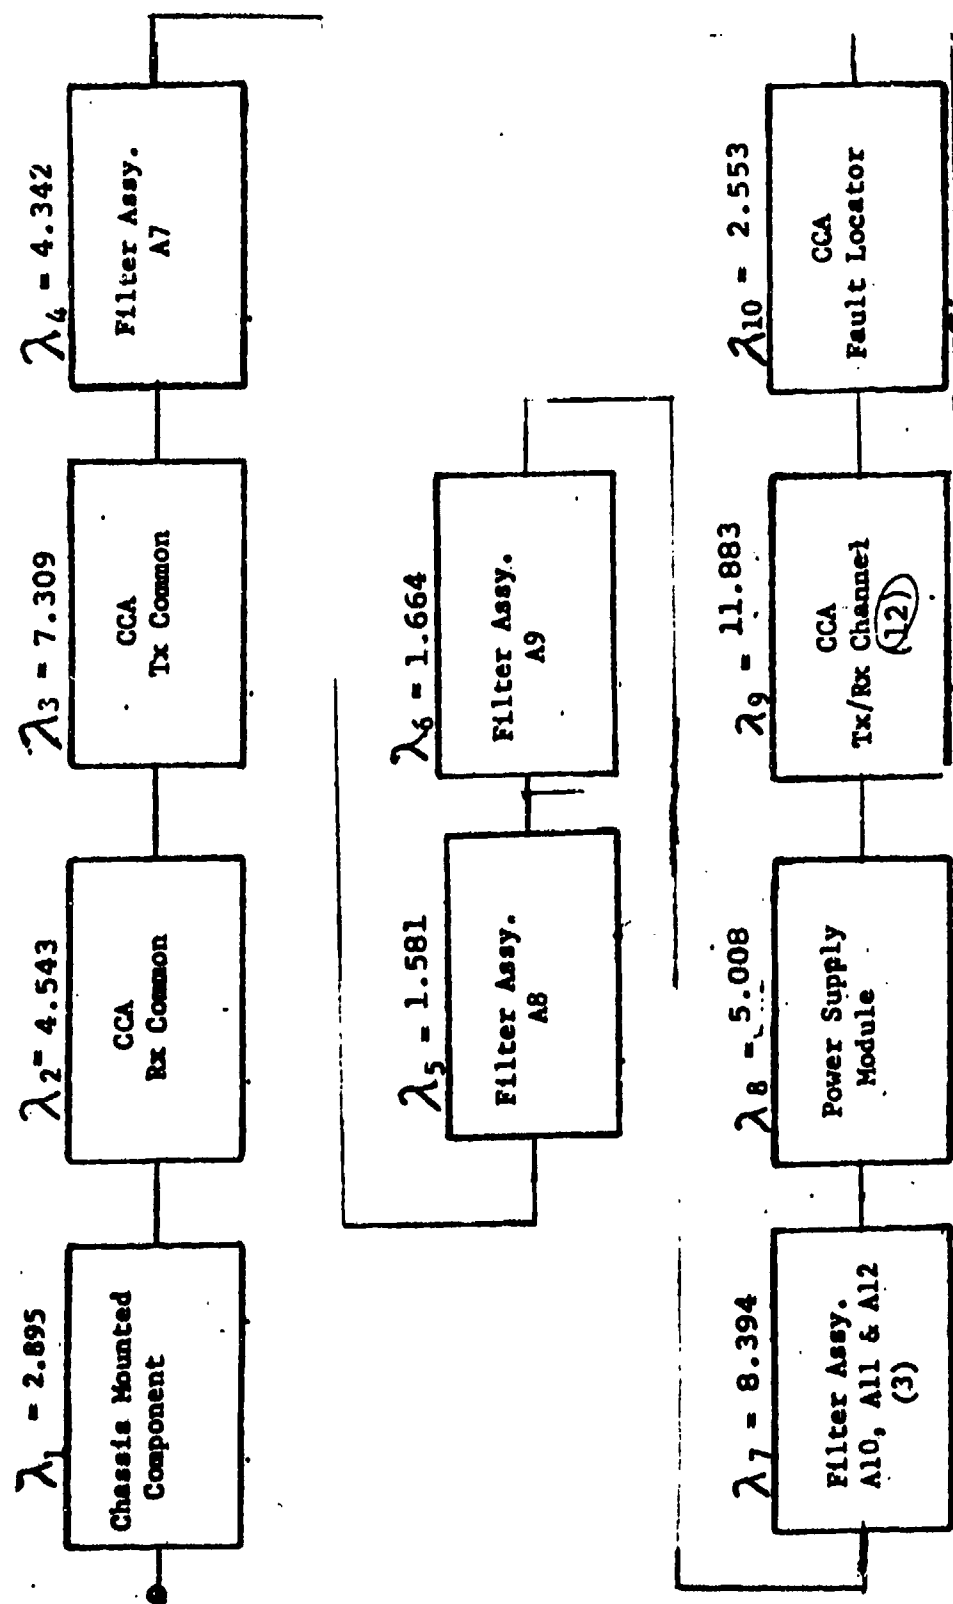 λ1 = 2.895
Chassis Mounted
Component
λ2 = 4.543
CCA
Rx Common
λ3 = 7.309
CCA
Tx Common
λ4 = 4.342
Filter Assy.
A7
λ5 = 1.581
Filter Assy.
A8
λ6 = 1.664
Filter Assy.
A9
λ7 = 8.394
Filter Assy.
A10, A11 & A12
(3)
λ8 = 5.008
Power Supply
Module
λ9 = 11.883
CCA
Tx/Rx Channel
(12)
λ10 = 2.553
CCA
Fault Locator